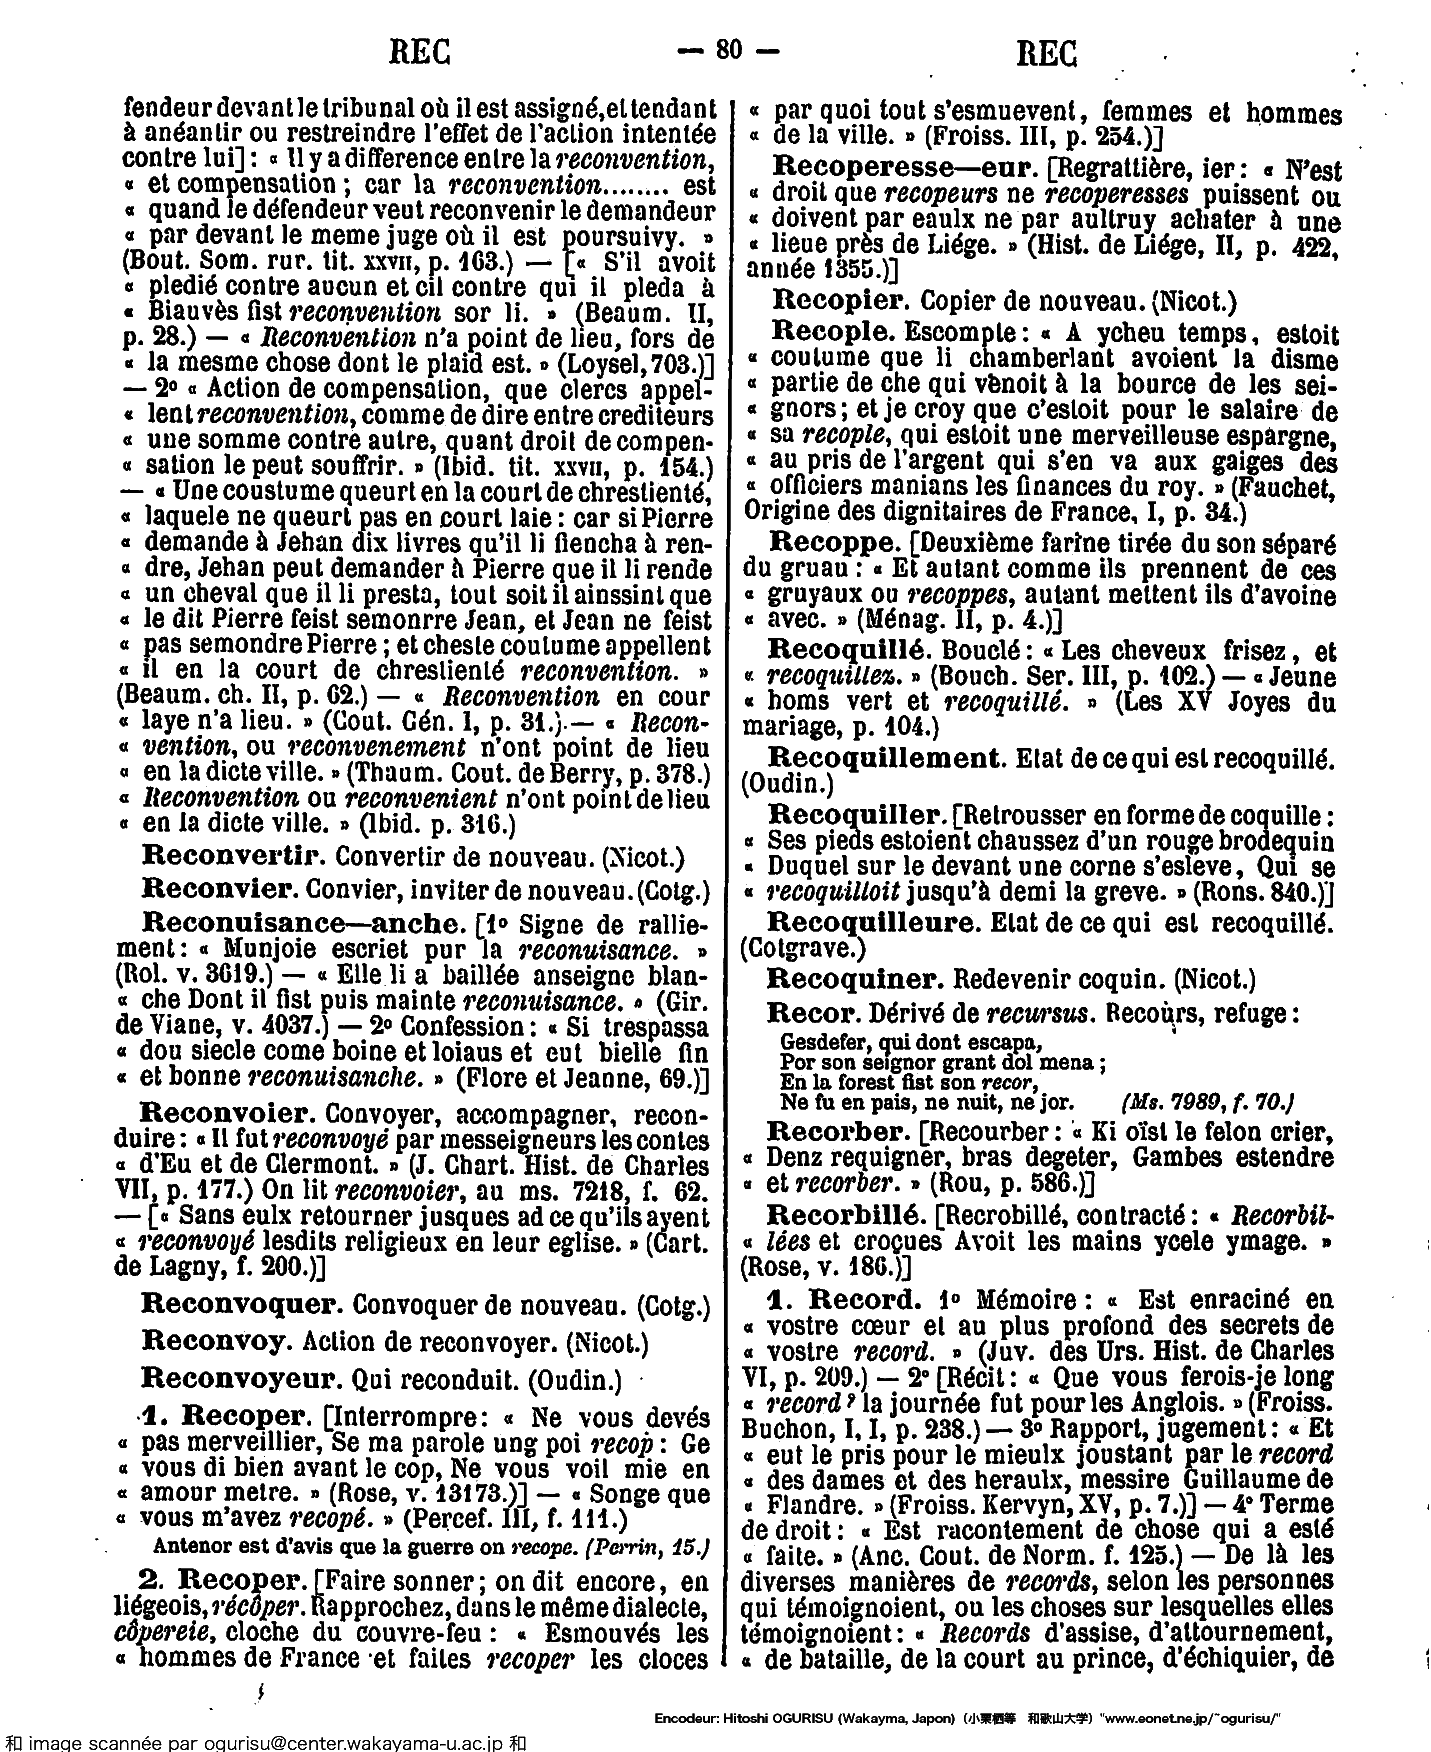 REC
— 80 —
REC
fendeur devant le tribunal où il est assigné, et tendant
à anéantir ou restreindre l'effet de l'action intentée
contre lui] : « Il y a difference entre la reconvention,
« et compensation ; car la reconvention........ est
« quand le défendeur veut reconvenir le demandeur
« par devant le meme juge où il est poursuivy. »
(Bout. Som. rur. tit. XXVII, p. 163.) — [« S'il avoit
« pledié contre aucun et cil contre qui il pleda à
« Biauvès fist reconvention sor li. » (Beaum. II,
p. 28.) — « Reconvention n'a point de lieu, fors de
« la mesme chose dont le plaid est. » (Loysel, 703.)]
— 2º « Action de compensation, que clercs appel-
« lent reconvention, comme de dire entre crediteurs
« une somme contre autre, quant droit de compen-
« sation le peut souffrir. » (Ibid. tit. XXVII, p. 154.)
— « Une coustume queurt en la court de chrestienté,
« laquele ne queurt pas en court laie : car si Pierre
« demande à Jehan dix livres qu'il li fiencha à ren-
« dre, Jehan peut demander à Pierre que il li rende
« un cheval que il li presta, tout soit il ainssint que
« le dit Pierre feist semonrre Jean, et Jean ne feist
« pas semondre Pierre ; et cheste coutume appellent
« il en la court de chrestienté reconvention. »
(Beaum. ch. II, p. 62.) — « Reconvention en cour
« laye n'a lieu. » (Cout. Gén. I, p. 31.) — « Recon-
« vention, ou reconvenement n'ont point de lieu
« en la dicte ville. » (Thaum. Cout. de Berry, p. 378.)
« Reconvention ou reconvenient n'ont point de lieu
« en la dicte ville. » (Ibid. p. 316.)
Reconvertir. Convertir de nouveau. (Nicot.)
Reconvier. Convier, inviter de nouveau. (Cotg.)
Reconuisance—anche. [1º Signe de rallie-
ment : « Munjoie escriet pur la reconuisance. »
(Rol. v. 3619.) — « Elle li a baillée anseigne blan-
« che Dont il fist puis mainte reconuisance. » (Gir.
de Viane, v. 4037.) — 2º Confession : « Si trespassa
« dou siecle come boine et loiaus et eut bielle fin
« et bonne reconuisanche. » (Flore et Jeanne, 69.)]
Reconvoier. Convoyer, accompagner, recon-
duire : « Il fut reconvoyé par messeigneurs les contes
« d'Eu et de Clermont. » (J. Chart. Hist. de Charles
VII, p. 177.) On lit reconvoier, au ms. 7218, f. 62.
— [« Sans eulx retourner jusques ad ce qu'ils ayent
« reconvoyé lesdits religieux en leur eglise. » (Cart.
de Lagny, f. 200.)]
Reconvoquer. Convoquer de nouveau. (Cotg.)
Reconvoy. Action de reconvoyer. (Nicot.)
Reconvoyeur. Qui reconduit. (Oudin.)
1. Recoper. [Interrompre : « Ne vous devés
« pas merveillier, Se ma parole ung poi recop : Ge
« vous di bien avant le cop, Ne vous voil mie en
« amour metre. » (Rose, v. 13173.)] — « Songe que
« vous m'avez recopé. » (Percef. III, f. 111.)
Antenor est d'avis que la guerre on recope. (Perrin, 15.)
2. Recoper. [Faire sonner ; on dit encore, en
liégeois, récôper. Rapprochez, dans le même dialecte,
côpereie, cloche du couvre-feu : « Esmouvés les
« hommes de France et faites recoper les cloces
« par quoi tout s'esmuevent, femmes et hommes
« de la ville. » (Froiss. III, p. 254.)]
Recoperesse—eur. [Regrattière, ier : « N'est
« droit que recopeurs ne recoperesses puissent ou
« doivent par eaulx ne par aultruy achater à une
« lieue près de Liége. » (Hist. de Liége, II, p. 422,
année 1355.)]
Recopier. Copier de nouveau. (Nicot.)
Recople. Escompte : « A ycheu temps, estoit
« coutume que li chamberlant avoient la disme
« partie de che qui venoit à la bource de les sei-
« gnors ; et je croy que c'estoit pour le salaire de
« sa recople, qui estoit une merveilleuse espargne,
« au pris de l'argent qui s'en va aux gaiges des
« officiers manians les finances du roy. » (Fauchet,
Origine des dignitaires de France, I, p. 34.)
Recoppe. [Deuxième farine tirée du son séparé
du gruau : « Et autant comme ils prennent de ces
« gruyaux ou recoppes, autant mettent ils d'avoine
« avec. » (Ménag. II, p. 4.)]
Recoquillé. Bouclé : « Les cheveux frisez, et
« recoquillez. » (Bouch. Ser. III, p. 102.) — « Jeune
« homs vert et recoquillé. » (Les XV Joyes du
mariage, p. 104.)
Recoquillement. Etat de ce qui est recoquillé.
(Oudin.)
Recoquiller. [Retrousser en forme de coquille :
« Ses pieds estoient chaussez d'un rouge brodequin
« Duquel sur le devant une corne s'esleve, Qui se
« recoquilloit jusqu'à demi la greve. » (Rons. 840.)]
Recoquilleure. Etat de ce qui est recoquillé.
(Cotgrave.)
Recoquiner. Redevenir coquin. (Nicot.)
Recor. Dérivé de recursus. Recours, refuge :
Gesdefer, qui dont escapa,
Por son seignor grant dol mena ;
En la forest fist son recor,
Ne fu en pais, ne nuit, ne jor. (Ms. 7989, f. 70.)
Recorber. [Recourber : « Ki oïst le felon crier,
« Denz requigner, bras degeter, Gambes estendre
« et recorber. » (Rou, p. 586.)]
Recorbillé. [Recrobillé, contracté : « Recorbil-
« lées et croçues Avoit les mains ycele ymage. »
(Rose, v. 186.)]
1. Record. 1º Mémoire : « Est enraciné en
« vostre cœur et au plus profond des secrets de
« vostre record. » (Juv. des Urs. Hist. de Charles
VI, p. 209.) — 2º [Récit : « Que vous ferois-je long
« record ? la journée fut pour les Anglois. » (Froiss.
Buchon, I, I, p. 238.) — 3º Rapport, jugement : « Et
« eut le pris pour le mieulx joustant par le record
« des dames et des heraulx, messire Guillaume de
« Flandre. » (Froiss. Kervyn, XV, p. 7.)] — 4º Terme
de droit : « Est racontement de chose qui a esté
« faite. » (Anc. Cout. de Norm. f. 125.) — De là les
diverses manières de records, selon les personnes
qui témoignoient, ou les choses sur lesquelles elles
témoignoient : « Records d'assise, d'attournement,
« de bataille, de la court au prince, d'échiquier, de
Encodeur: Hitoshi OGURISU (Wakayma, Japon) (小栗栖等 和歌山大学) "www.eonet.ne.jp/~ogurisu/"
和 image scannée par ogurisu@center.wakayama-u.ac.jp 和